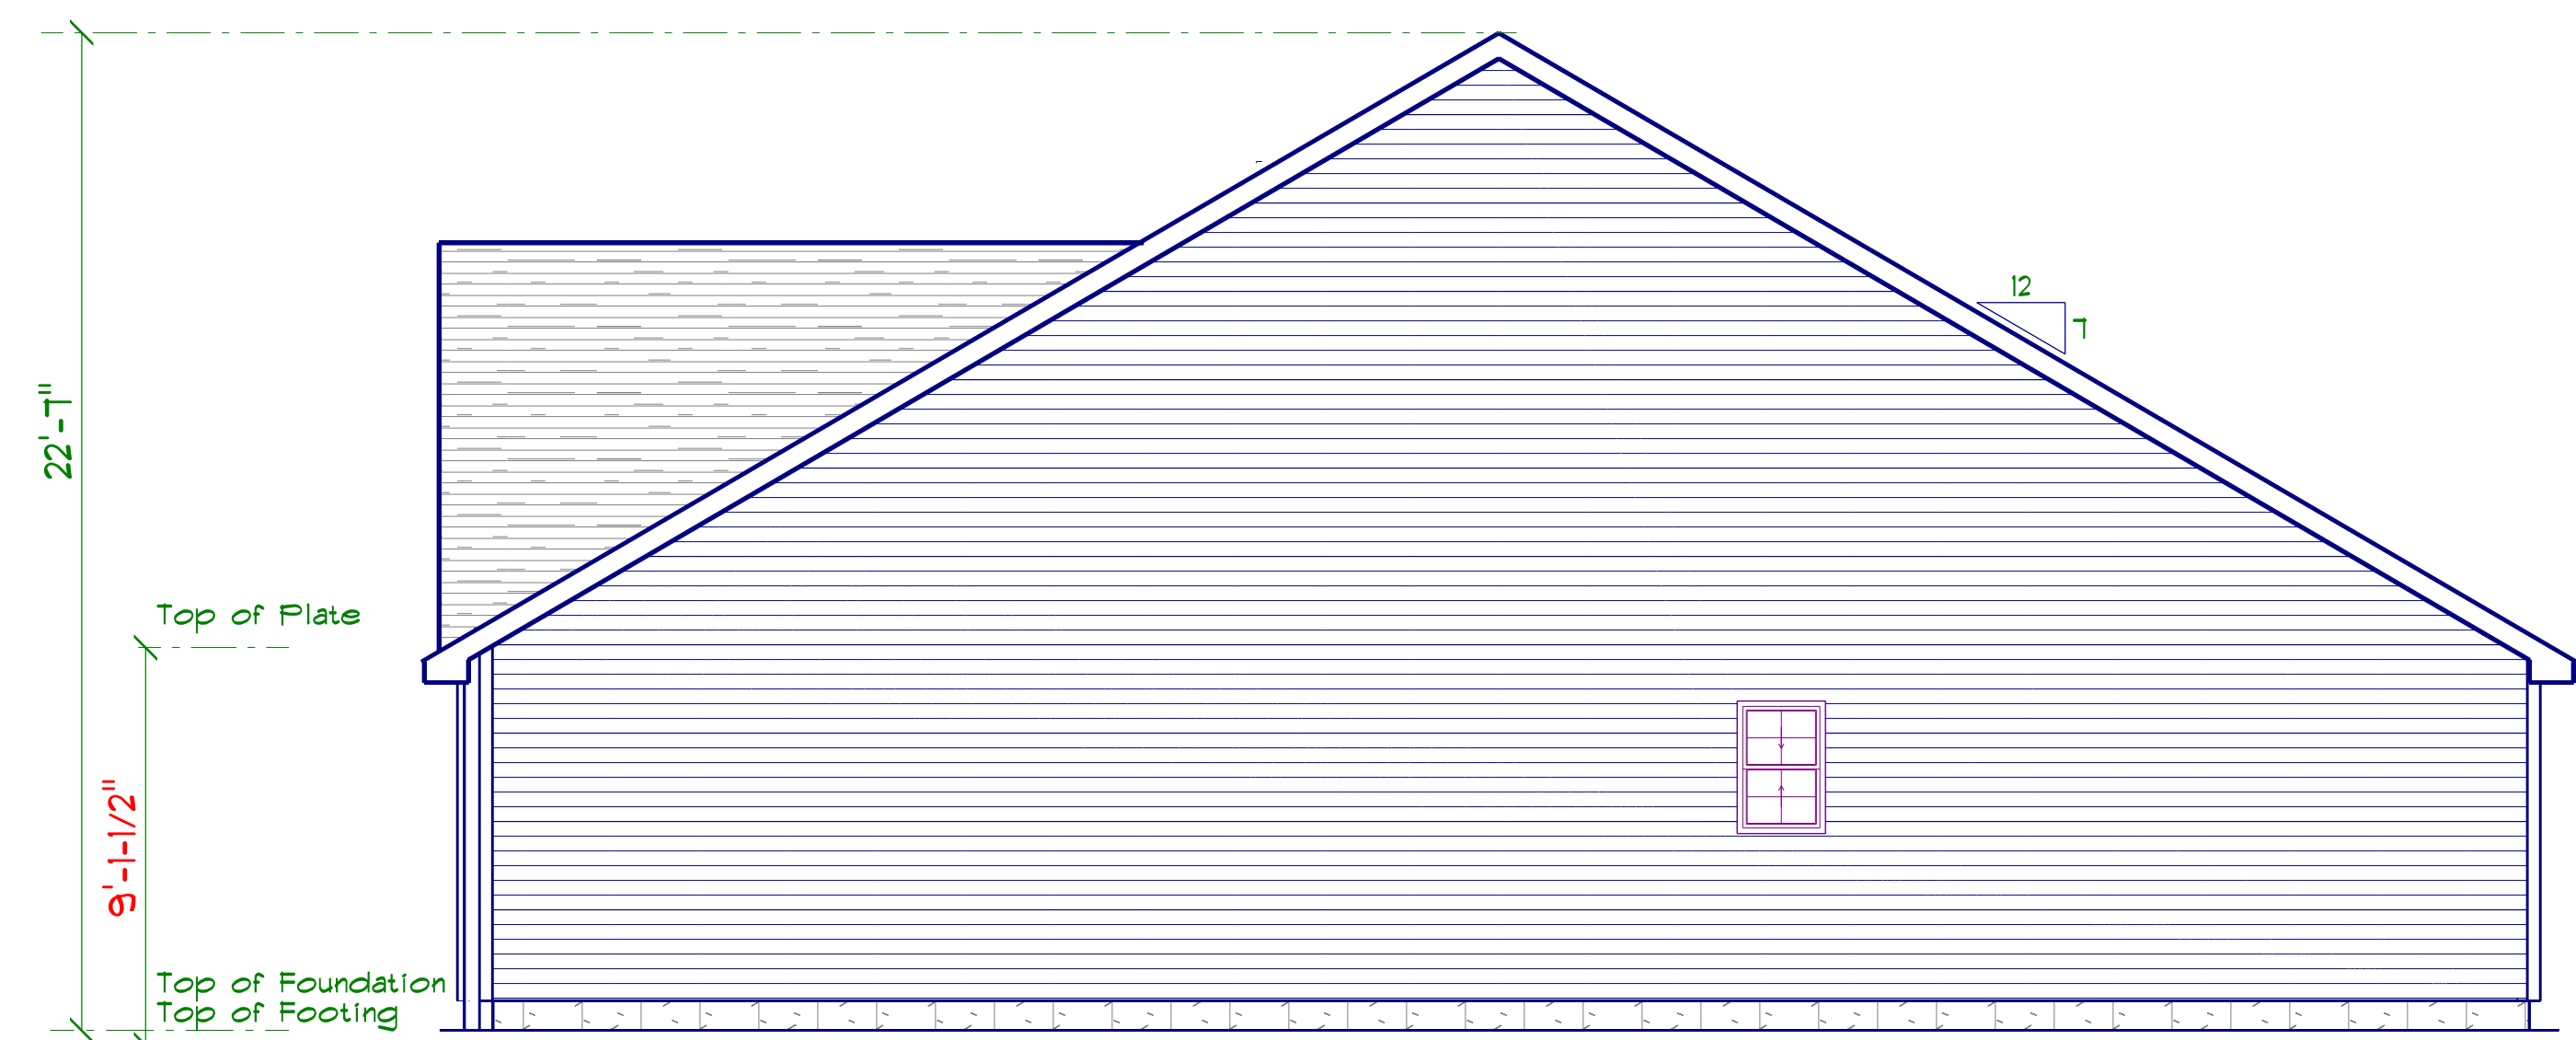 12
7
22'-7"
Top of Plate
9'-1-1/2"
Top of Foundation
Top of Footing